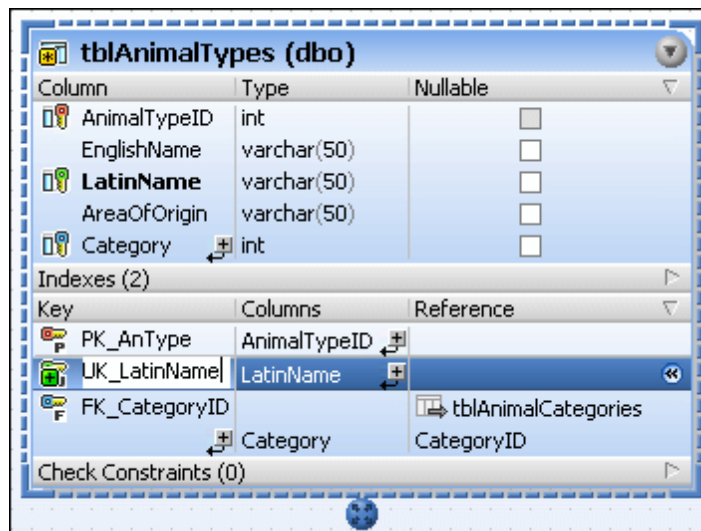 tblAnimalTypes (dbo)
Column Type Nullable
AnimalTypeID int
EnglishName varchar(50)
LatinName varchar(50)
AreaOfOrigin varchar(50)
Category int
Indexes (2)
Key Columns Reference
P PK_AnType AnimalTypeID
U UK_LatinName LatinName
F FK_CategoryID tblAnimalCategories
Category CategoryID
Check Constraints (0)